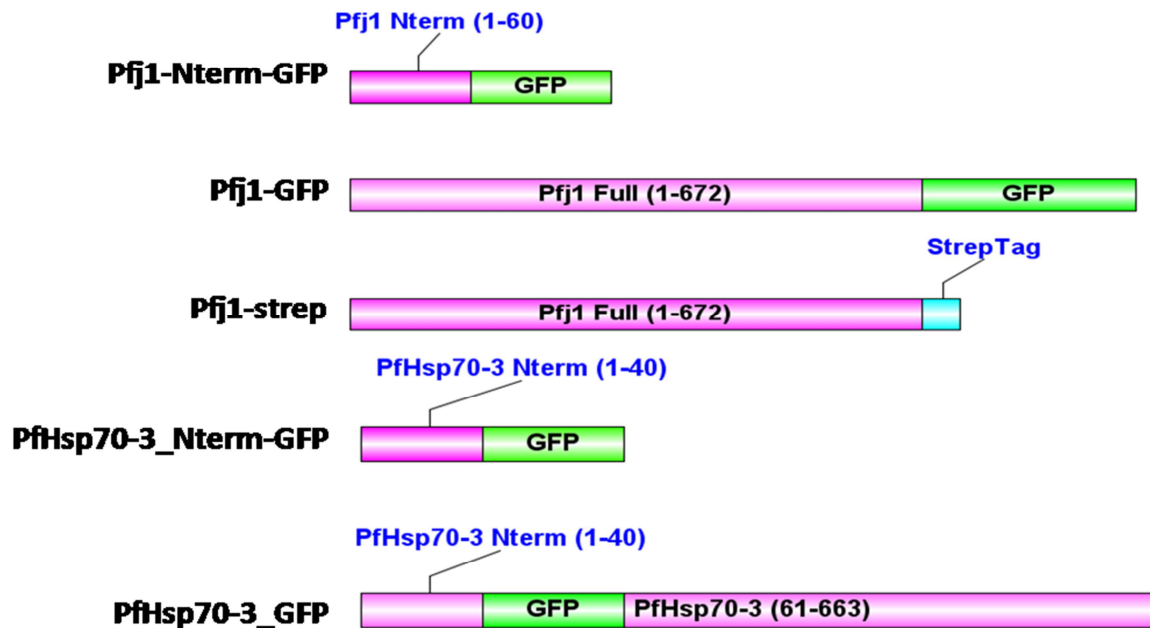 Pfj1 Nterm (1-60)
Pfj1-Nterm-GFP
GFP
Pfj1-GFP
Pfj1 Full (1-672)
GFP
StrepTag
Pfj1-strep
Pfj1 Full (1-672)
PfHsp70-3 Nterm (1-40)
PfHsp70-3_Nterm-GFP
GFP
PfHsp70-3 Nterm (1-40)
PfHsp70-3_GFP
GFP
PfHsp70-3 (61-663)